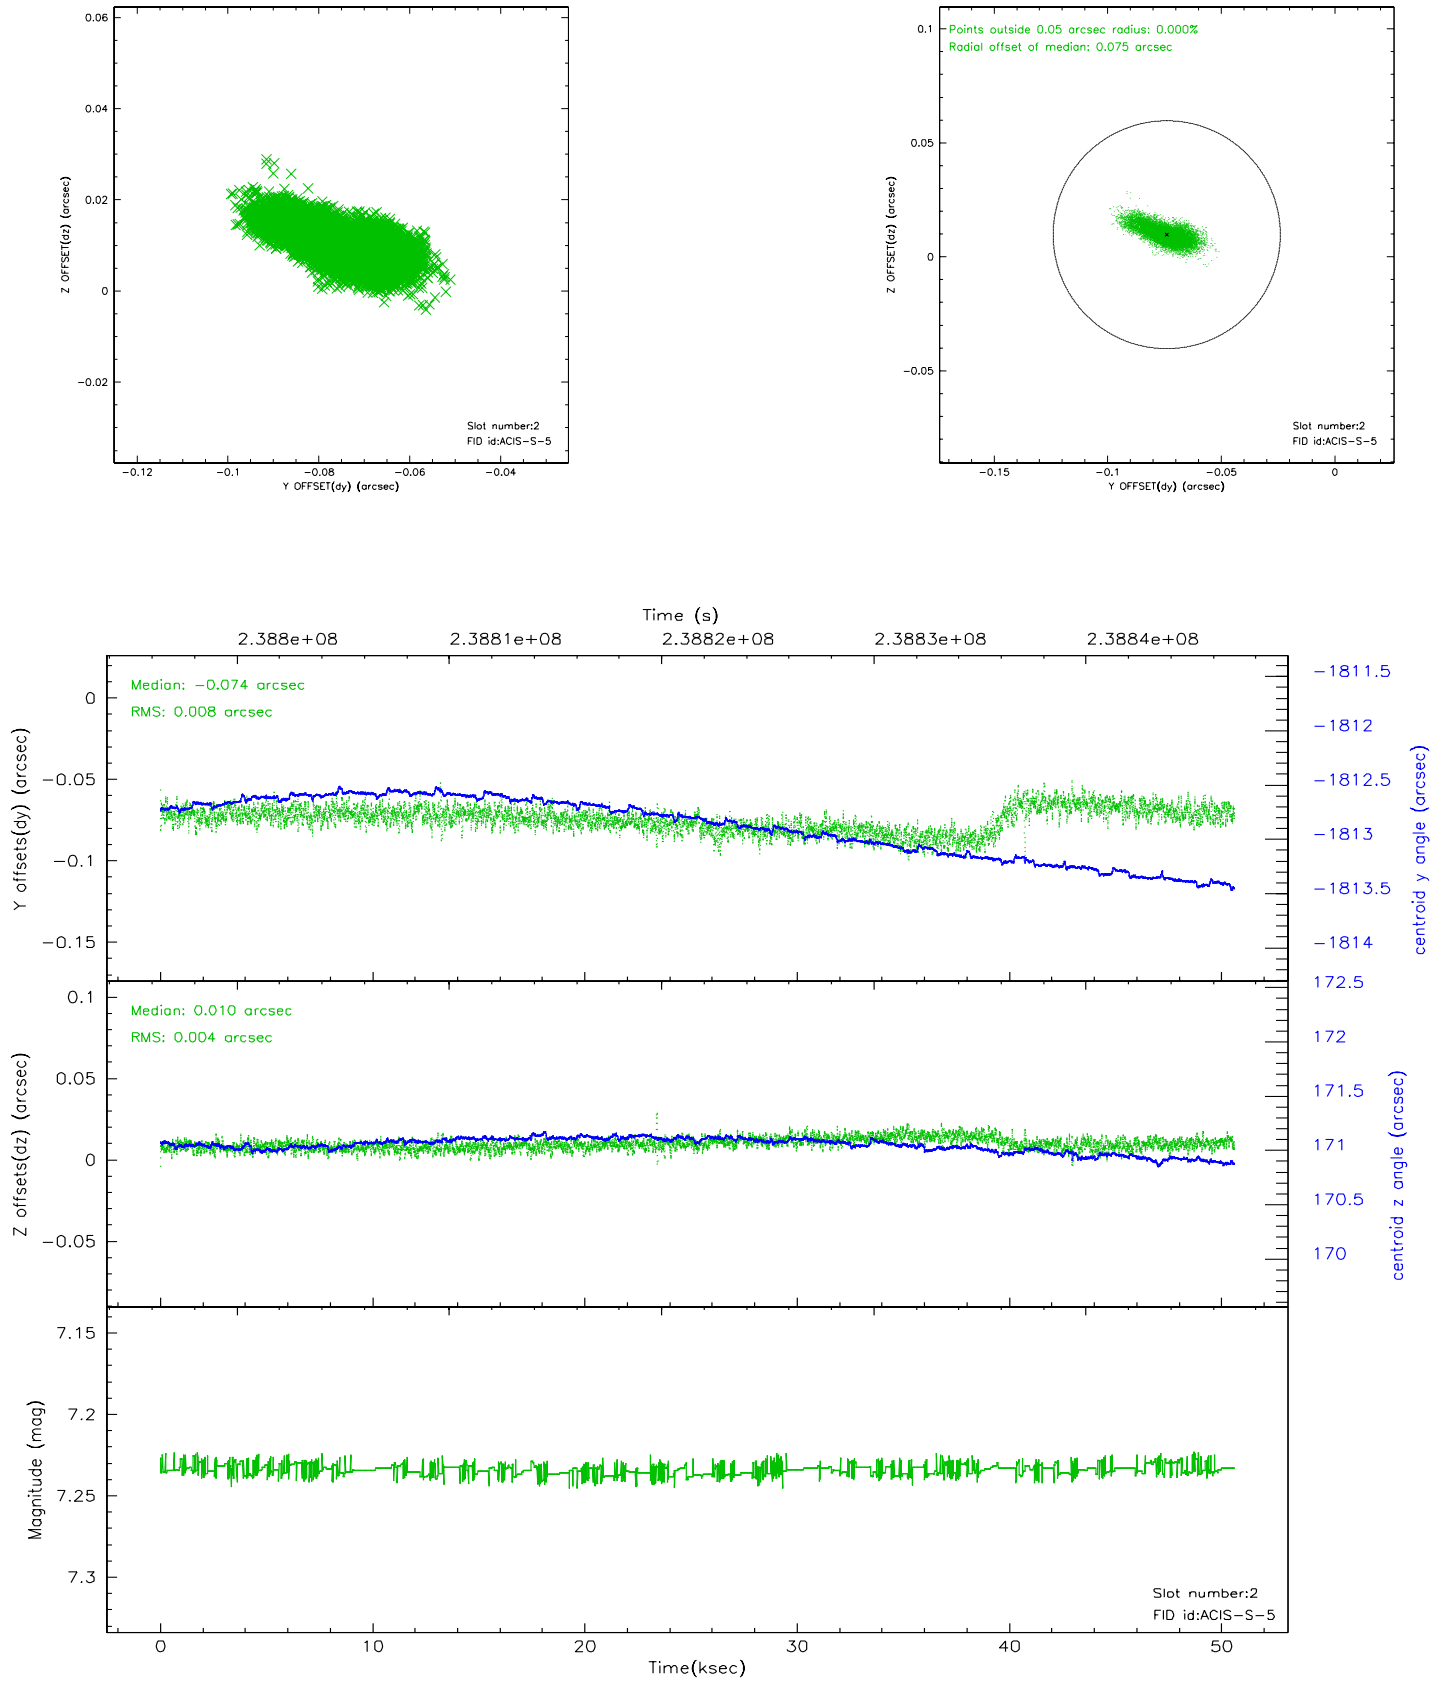 0.06
0.04
0.02
0
−0.02
Z OFFSET(dz) (arcsec)
Slot number:2
FID id:ACIS−S−5
−0.12 −0.1 −0.08 −0.06 −0.04
Y OFFSET(dy) (arcsec)
0.1
0.05
0
−0.05
Z OFFSET(dz) (arcsec)
Points outside 0.05 arcsec radius: 0.000%
Radial offset of median: 0.075 arcsec
Slot number:2
FID id:ACIS−S−5
−0.15 −0.1 −0.05 0
Y OFFSET(dy) (arcsec)
Time (s)
2.388e+08 2.3881e+08 2.3882e+08 2.3883e+08 2.3884e+08
Median: −0.074 arcsec
RMS: 0.008 arcsec
0
−0.05
−0.1
−0.15
Y offsets(dy) (arcsec)
−1811.5
−1812
−1812.5
−1813
−1813.5
−1814
centroid y angle (arcsec)
Median: 0.010 arcsec
RMS: 0.004 arcsec
0.1
0.05
0
−0.05
Z offsets(dz) (arcsec)
172.5
172
171.5
171
170.5
170
centroid z angle (arcsec)
7.15
7.2
7.25
7.3
Magnitude (mag)
Slot number:2
FID id:ACIS−S−5
0 10 20 30 40 50
Time(ksec)